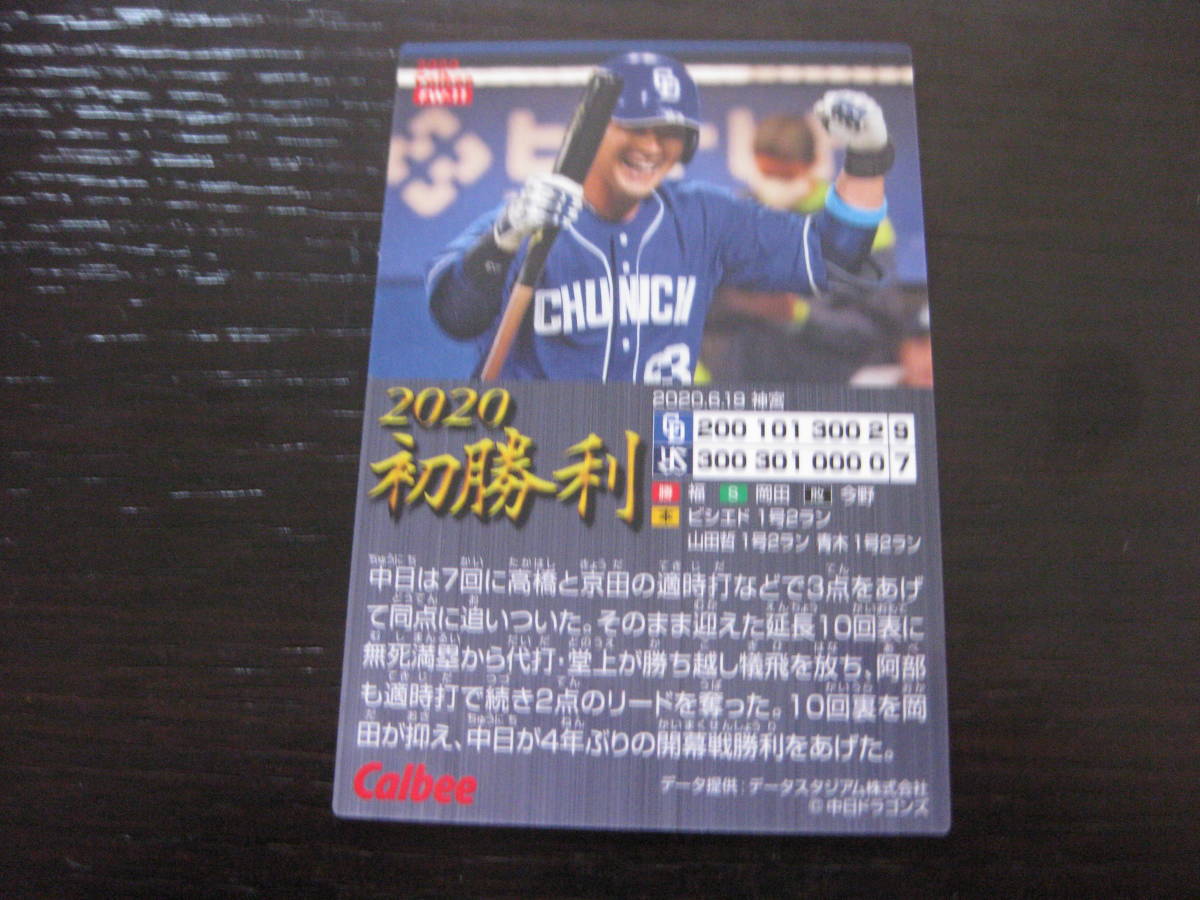 2020
Calbee
FW-11
CHUNICHI
63
2020
初勝利
2020.6.19 神宮
CD 200 101 300 2 9
YS 300 301 000 0 7
勝 福 S 岡田 敗 今野
本 ビシエド 1号2ラン
山田哲 1号2ラン 青木 1号2ラン
中日は7回に高橋と京田の適時打などで3点をあげ
て同点に追いついた。そのまま迎えた延長10回表に
無死満塁から代打・堂上が勝ち越し犠飛を放ち、阿部
も適時打で続き2点のリードを奪った。10回裏を岡
田が抑え、中日が4年ぶりの開幕戦勝利をあげた。
Calbee
データ提供:データスタジアム株式会社
© 中日ドラゴンズ